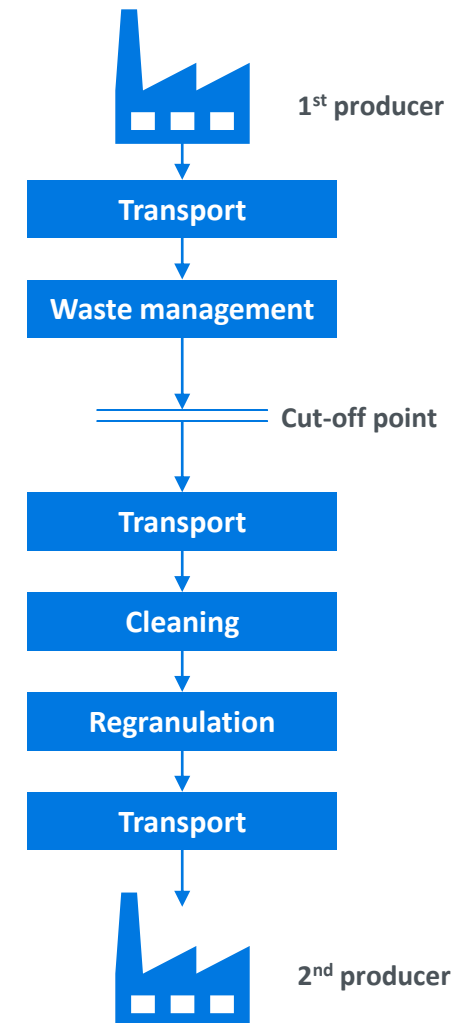 1st producer
Transport
Waste management
Cut-off point
Transport
Cleaning
Regranulation
Transport
2nd producer